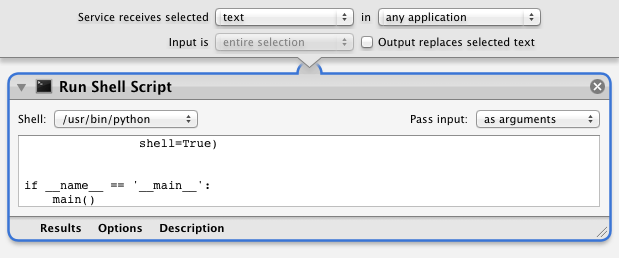 Service receives selected text in any application
Input is entire selection Output replaces selected text
Run Shell Script
Shell: /usr/bin/python Pass input: as arguments
shell=True)
if __name__ == '__main__':
main()
Results Options Description